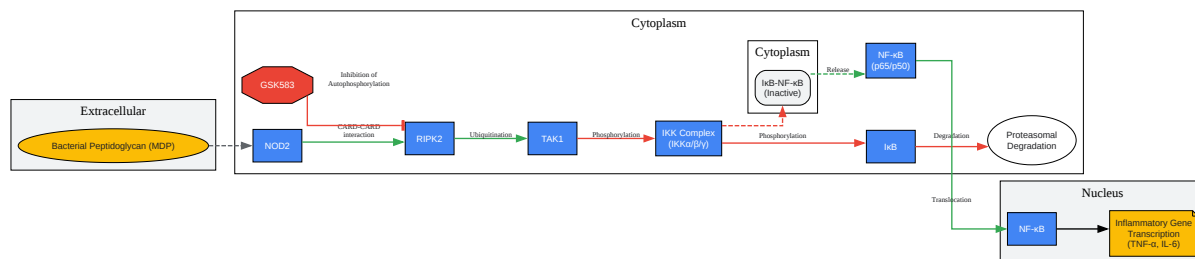 Cytoplasm
Cytoplasm
NF-κB
(p65/p50)
Release
IκB-NF-κB
(Inactive)
GSK583
Inhibition of
Autophosphorylation
Extracellular
Bacterial Peptidoglycan (MDP)
NOD2
CARD-CARD
interaction
RIPK2
Ubiquitination
TAK1
Phosphorylation
IKK Complex
(IKKα/β/γ)
Phosphorylation
IκB
Degradation
Proteasomal
Degradation
Translocation
Nucleus
NF-κB
Inflammatory Gene
Transcription
(TNF-α, IL-6)